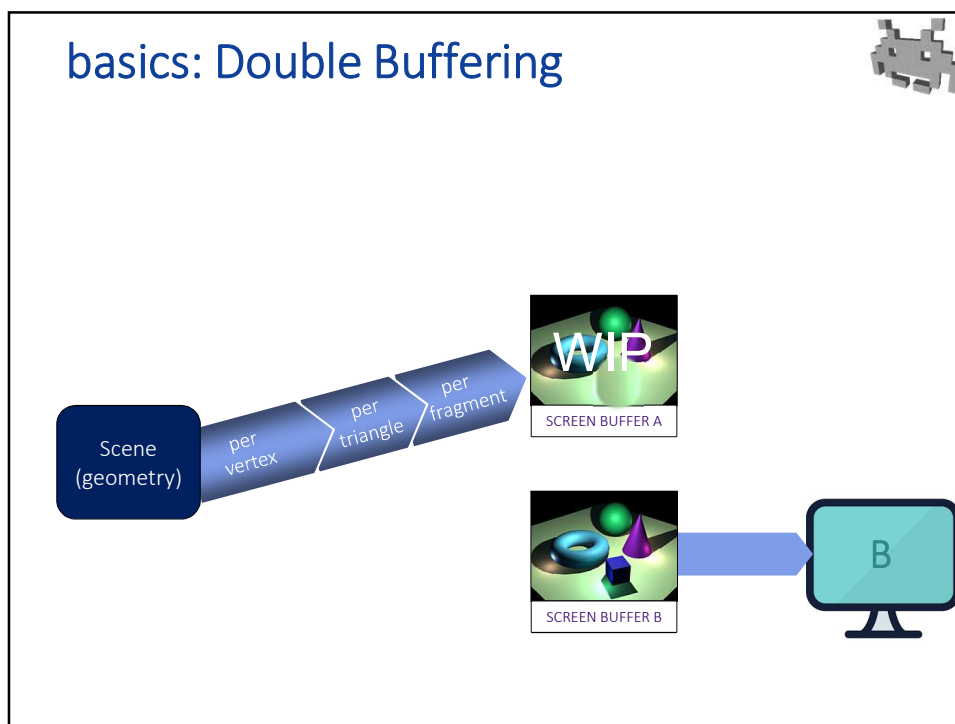 basics: Double Buffering
Scene
(geometry)
per
vertex
per
triangle
per
fragment
WIP
SCREEN BUFFER A
SCREEN BUFFER B
B